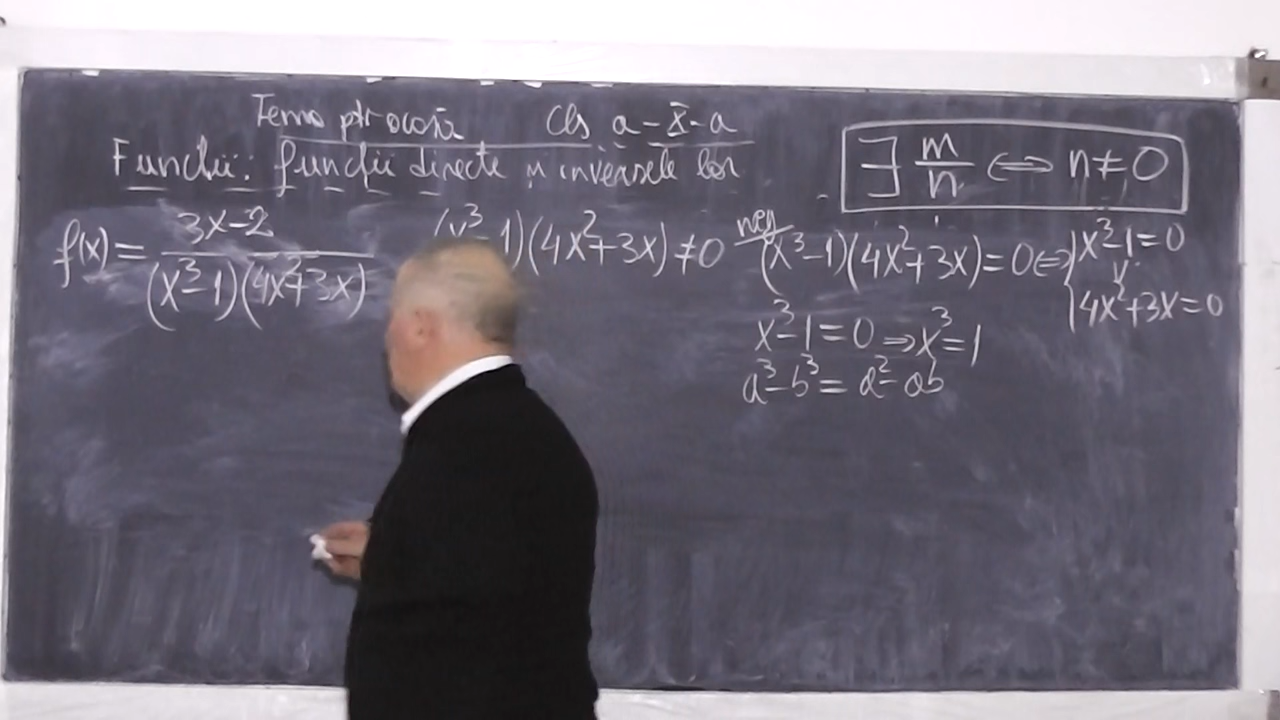 Tema ptr acasă Cls a-X-a
Funcții: funcții directe și inversele lor
∃ m/n ⇔ n≠0
f(x) = (3x-2)/((x³-1)(4x²+3x))
(x³-1)(4x²+3x)≠0
neg (x³-1)(4x²+3x)=0⇔ { x³-1=0 ∨ 4x²+3x=0
x³-1=0 ⇒ x³=1
a³-b³ = a²-ab